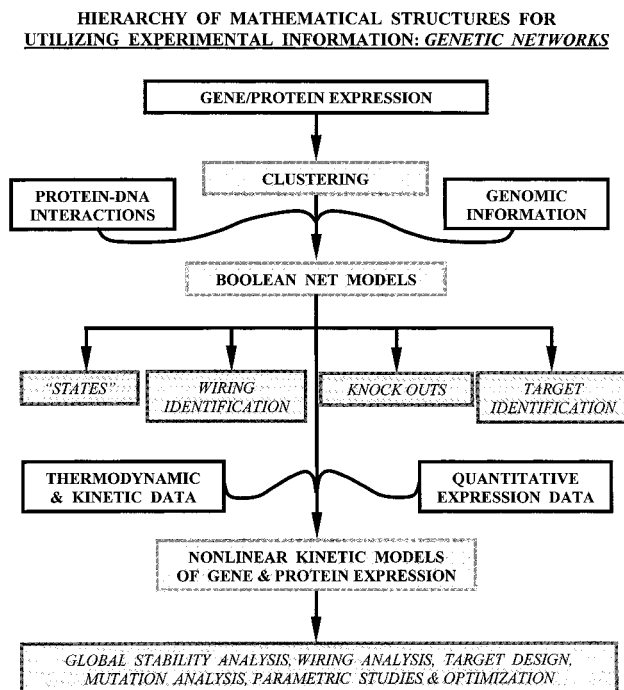 HIERARCHY OF MATHEMATICAL STRUCTURES FOR
UTILIZING EXPERIMENTAL INFORMATION: GENETIC NETWORKS
GENE/PROTEIN EXPRESSION
CLUSTERING
PROTEIN-DNA
INTERACTIONS
GENOMIC
INFORMATION
BOOLEAN NET MODELS
"STATES"
WIRING
IDENTIFICATION
KNOCK OUTS
TARGET
IDENTIFICATION
THERMODYNAMIC
& KINETIC DATA
QUANTITATIVE
EXPRESSION DATA
NONLINEAR KINETIC MODELS
OF GENE & PROTEIN EXPRESSION
GLOBAL STABILITY ANALYSIS, WIRING ANALYSIS, TARGET DESIGN,
MUTATION ANALYSIS, PARAMETRIC STUDIES & OPTIMIZATION